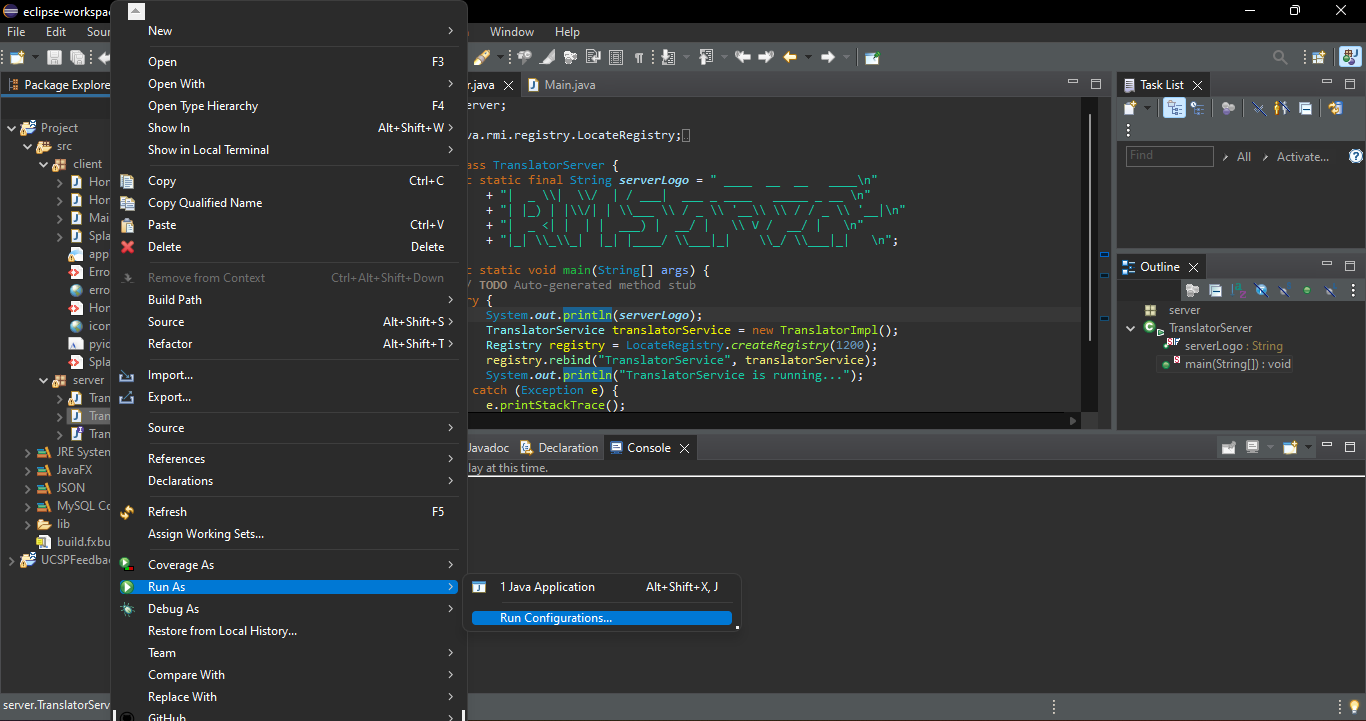 eclipse-workspac
File Edit Sour
Window Help
Package Explore
Project
src
client
Hor
Hor
Mai
Spla
app
Erro
erro
Hon
icon
pyic
Spla
server
Tran
Tran
Tran
JRE System
JavaFX
JSON
MySQL Co
lib
build.fxbu
UCSPFeedba
server.TranslatorServ
New
Open F3
Open With
Open Type Hierarchy F4
Show In Alt+Shift+W
Show in Local Terminal
Copy Ctrl+C
Copy Qualified Name
Paste Ctrl+V
Delete Delete
Remove from Context Ctrl+Alt+Shift+Down
Build Path
Source Alt+Shift+S
Refactor Alt+Shift+T
Import...
Export...
Source
References
Declarations
Refresh F5
Assign Working Sets...
Coverage As
Run As
Debug As
Restore from Local History...
Team
Compare With
Replace With
GitHub
1 Java Application Alt+Shift+X, J
Run Configurations...
r.java Main.java
erver;
va.rmi.registry.LocateRegistry;
ass TranslatorServer {
c static final String serverLogo = " ____ __ __ ____\n"
+ "| _ \\| \\/ | / ___| ___ _ ____ ____ _ __ \n"
+ "| |_) | |\\/| | \\___ \\ / _ \\ '__\\ \\ / / _ \\ '__|\n"
+ "| _ <| | | | ___) | __/ | \\ V / __/ | \n"
+ "|_| \\_\\_| |_| |____/ \\___|_| \\_/ \\___|_| \n";
c static void main(String[] args) {
/ TODO Auto-generated method stub
ry {
System.out.println(serverLogo);
TranslatorService translatorService = new TranslatorImpl();
Registry registry = LocateRegistry.createRegistry(1200);
registry.rebind("TranslatorService", translatorService);
System.out.println("TranslatorService is running...");
catch (Exception e) {
e.printStackTrace();
Javadoc Declaration Console
lay at this time.
Task List
Find All Activate...
Outline
server
TranslatorServer
serverLogo : String
main(String[]) : void